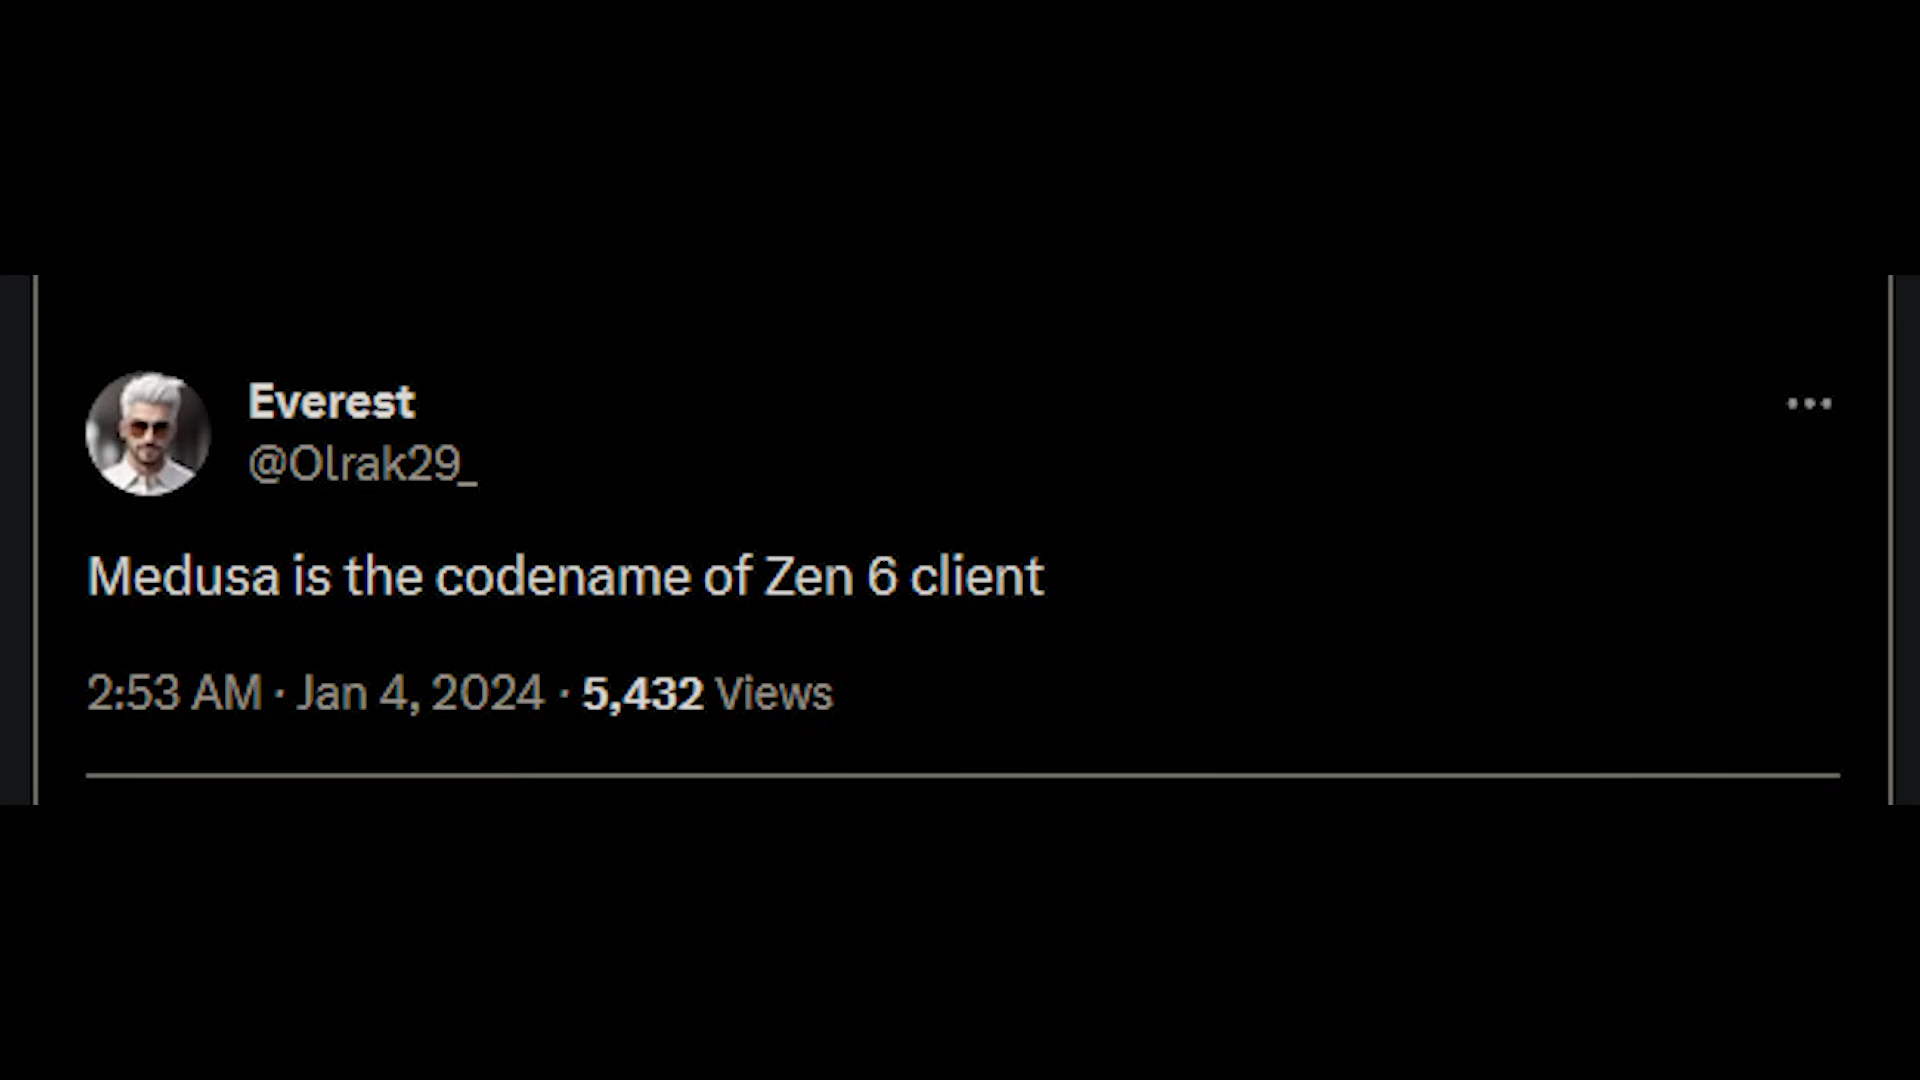 Everest
@Olrak29_
Medusa is the codename of Zen 6 client
2:53 AM · Jan 4, 2024 · 5,432 Views